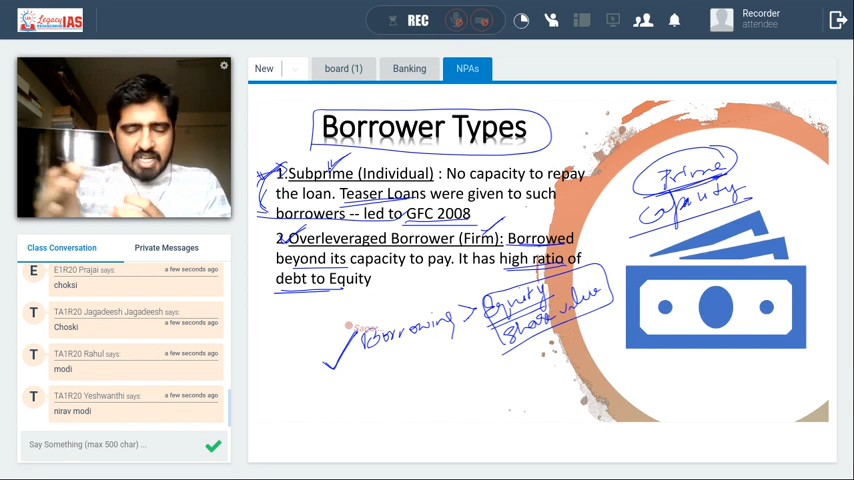 Legacy IAS
REC
Recorder
attendee
New
board (1)
Banking
NPAs
Borrower Types
1.Subprime (Individual) : No capacity to repay
the loan. Teaser Loans were given to such
borrowers -- led to GFC 2008
2.Overleveraged Borrower (Firm): Borrowed
beyond its capacity to pay. It has high ratio of
debt to Equity
Prime
Capacity
Borrowing > Equity
Share value
Class Conversation
Private Messages
E
E1R20 Prajai says:
a few seconds ago
choksi
T
TA1R20 Jagadeesh Jagadeesh says:
a few seconds ago
Choski
T
TA1R20 Rahul says:
a few seconds ago
modi
T
TA1R20 Yeshwanthi says:
a few seconds ago
nirav modi
Say Something (max 500 char) ...